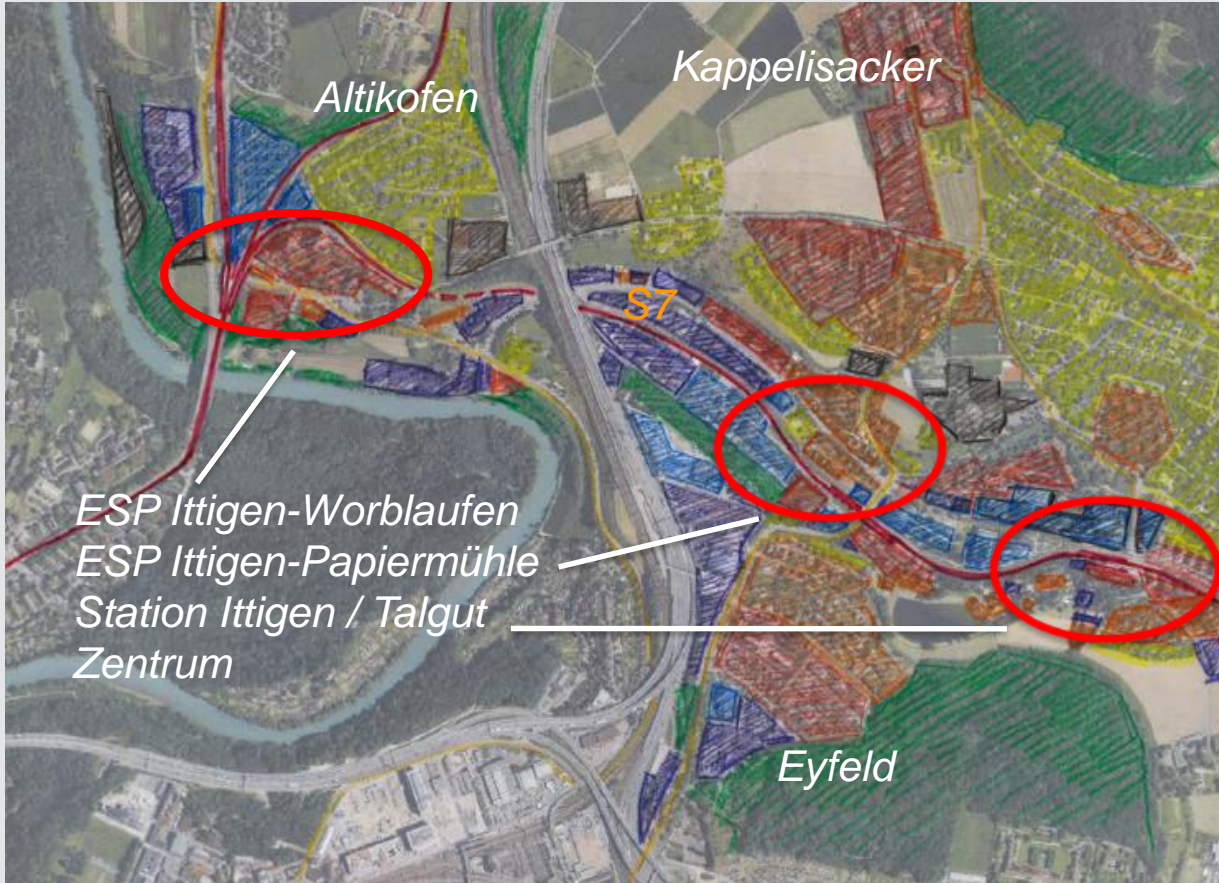 Kappelisacker
Altikofen
S7
ESP Ittigen-Worblaufen
ESP Ittigen-Papiermühle
Station Ittigen / Talgut
Zentrum
Eyfeld